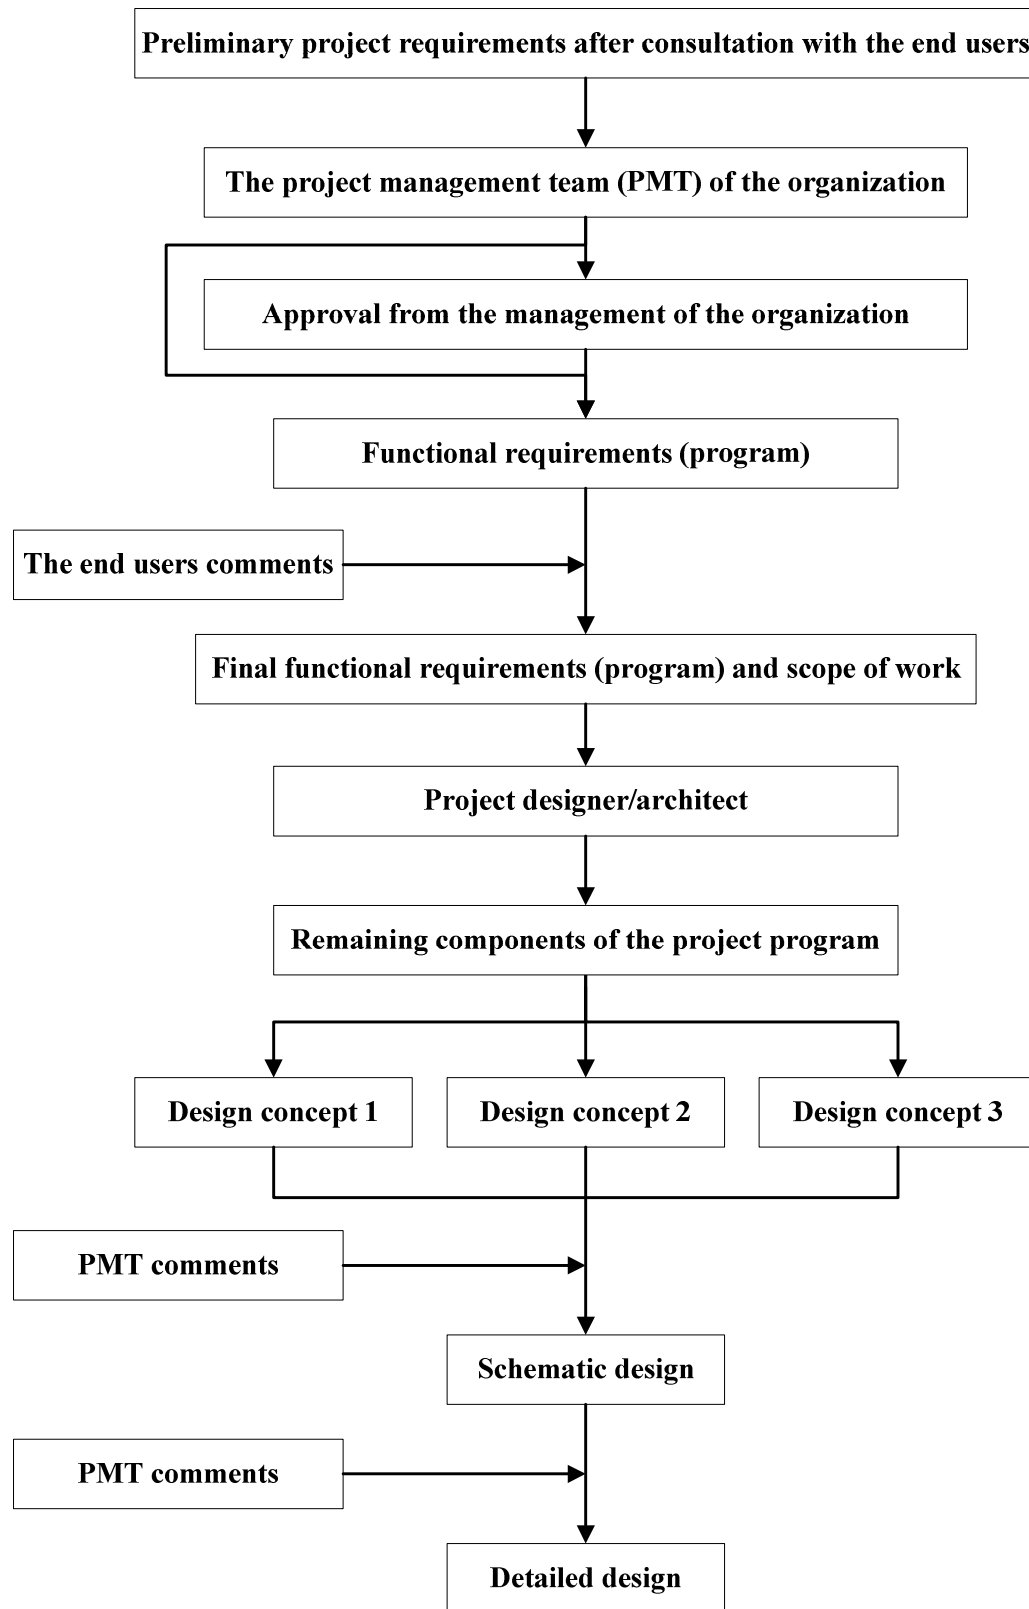 Preliminary project requirements after consultation with the end users
The project management team (PMT) of the organization
Approval from the management of the organization
Functional requirements (program)
The end users comments
Final functional requirements (program) and scope of work
Project designer/architect
Remaining components of the project program
Design concept 1
Design concept 2
Design concept 3
PMT comments
Schematic design
PMT comments
Detailed design